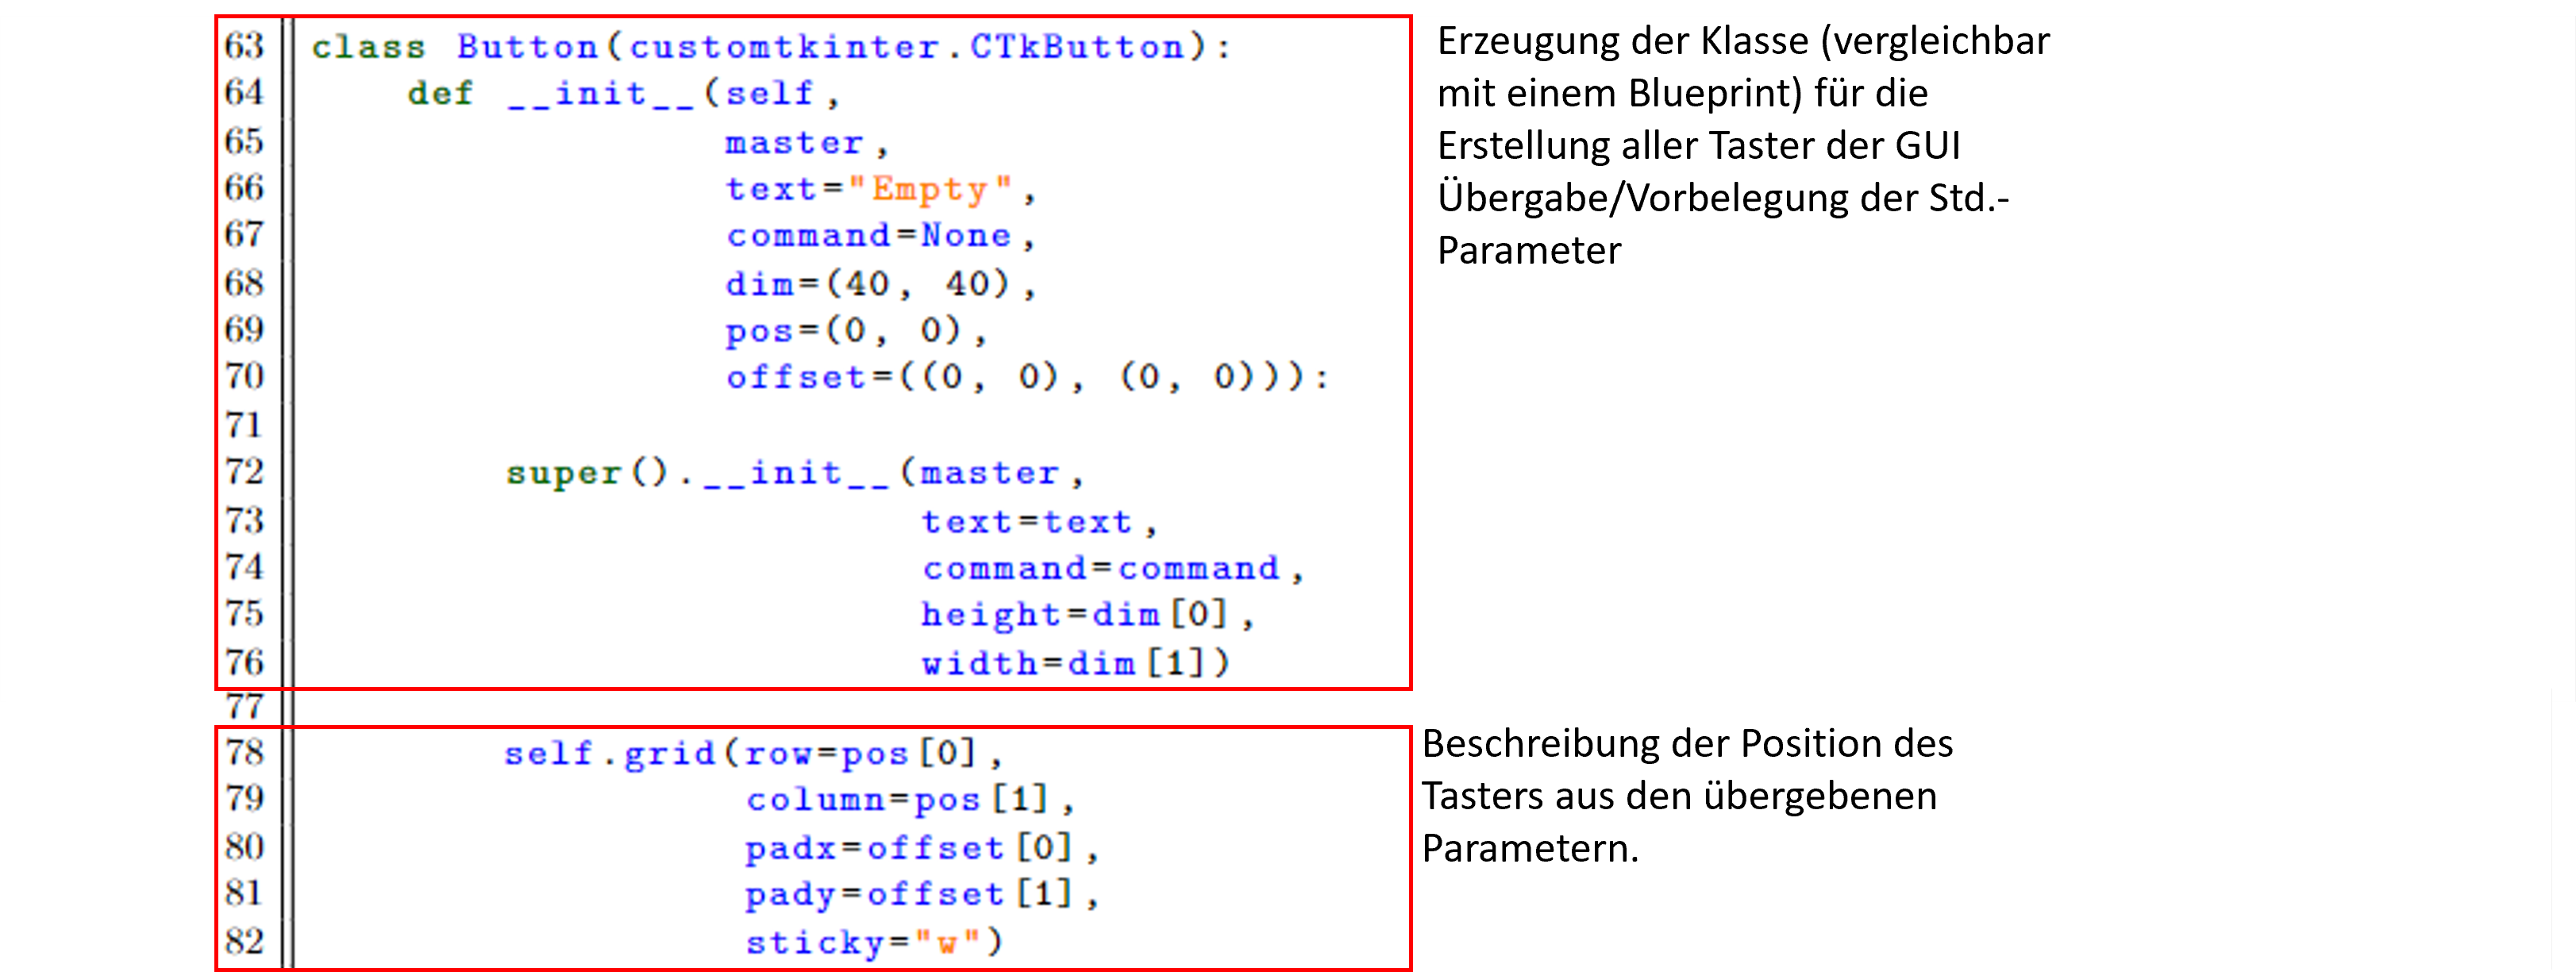 63 class Button(customtkinter.CTkButton):
64 def __init__(self,
65 master,
66 text="Empty",
67 command=None,
68 dim=(40, 40),
69 pos=(0, 0),
70 offset=((0, 0), (0, 0))):
71
72 super().__init__(master,
73 text=text,
74 command=command,
75 height=dim[0],
76 width=dim[1])
77
78 self.grid(row=pos[0],
79 column=pos[1],
80 padx=offset[0],
81 pady=offset[1],
82 sticky="w")
Erzeugung der Klasse (vergleichbar
mit einem Blueprint) für die
Erstellung aller Taster der GUI
Übergabe/Vorbelegung der Std.-
Parameter
Beschreibung der Position des
Tasters aus den übergebenen
Parametern.